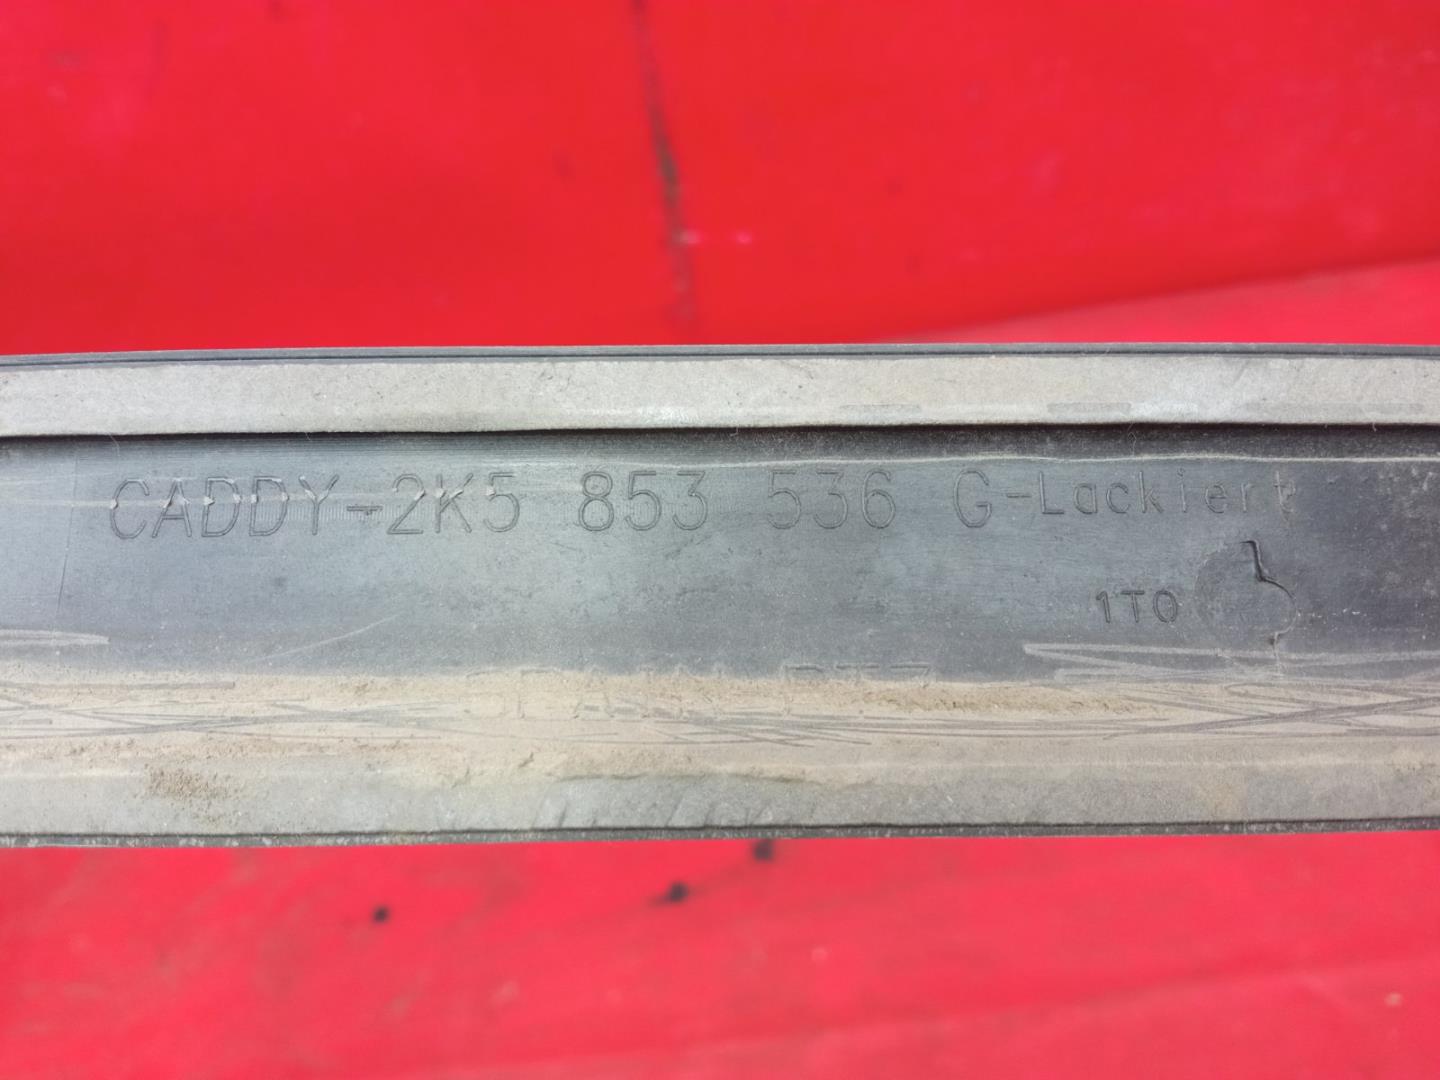 CADDY-2K5 853 536 G-Lackiert
1T0